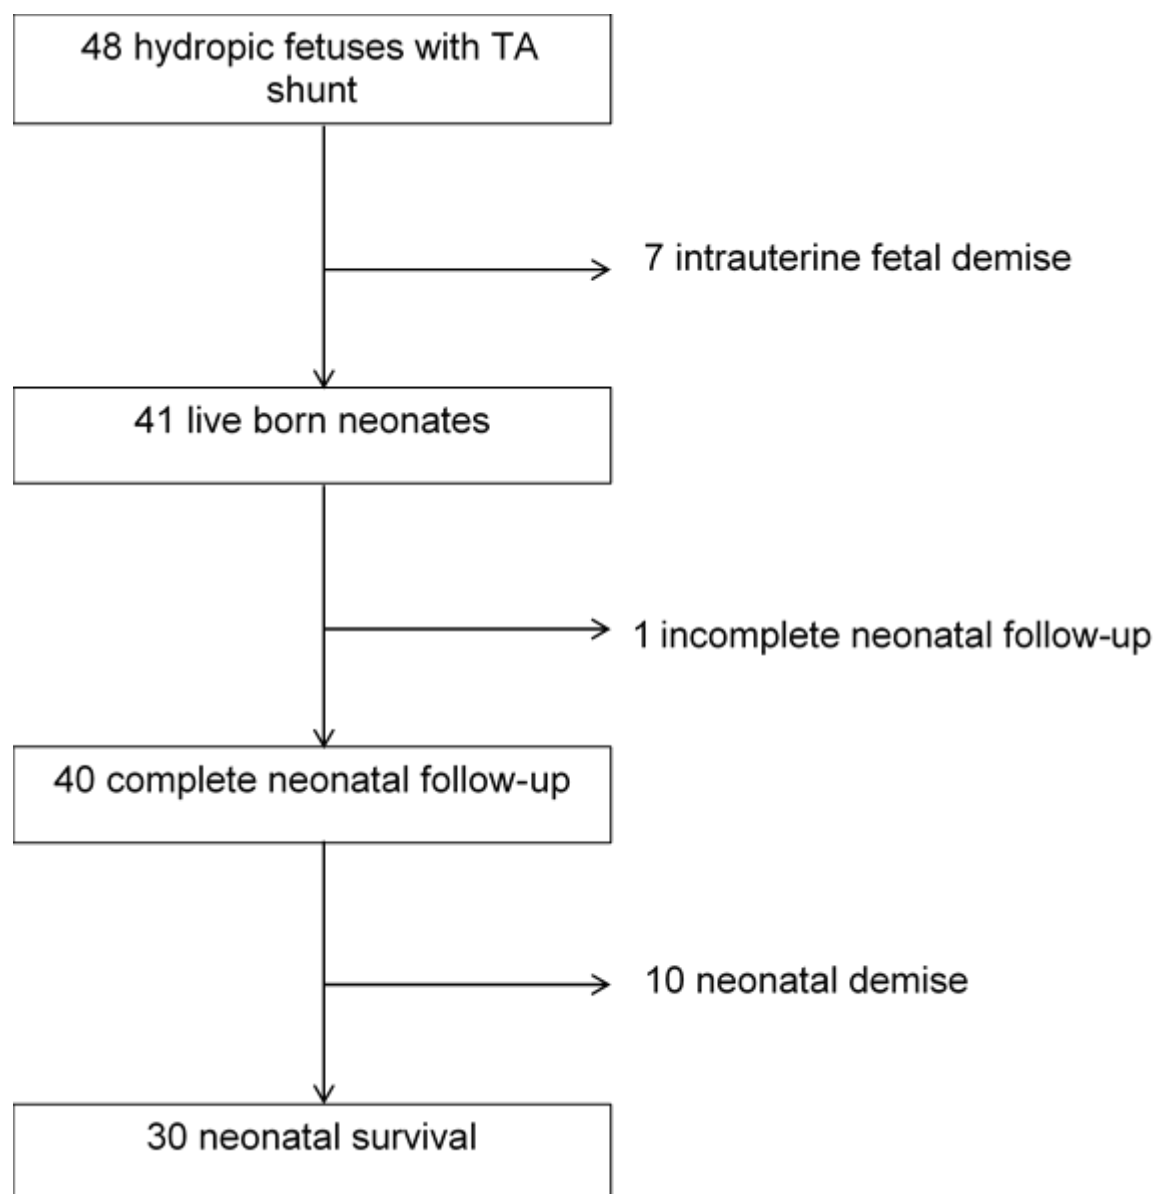 48 hydropic fetuses with TA
shunt
7 intrauterine fetal demise
41 live born neonates
1 incomplete neonatal follow-up
40 complete neonatal follow-up
10 neonatal demise
30 neonatal survival